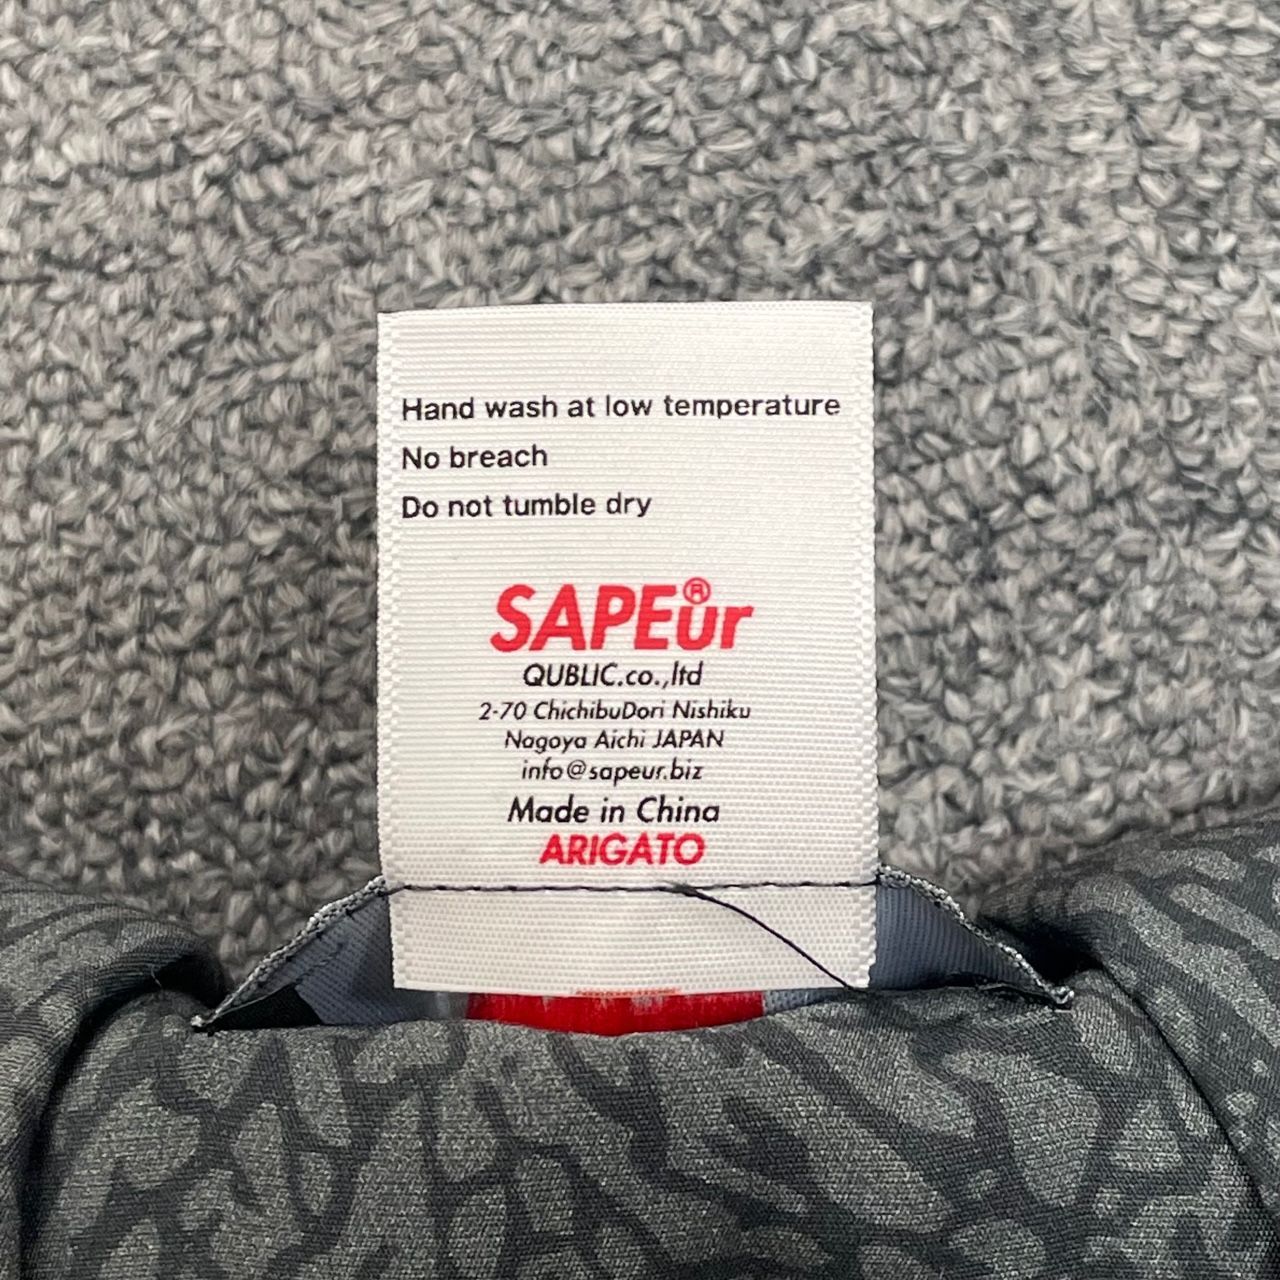 Hand wash at low temperature
No breach
Do not tumble dry
SAPEur®
QUBLIC.co.,ltd
2-70 ChichibuDori Nishiku
Nagoya Aichi JAPAN
info@sapeur.biz
Made in China
ARIGATO